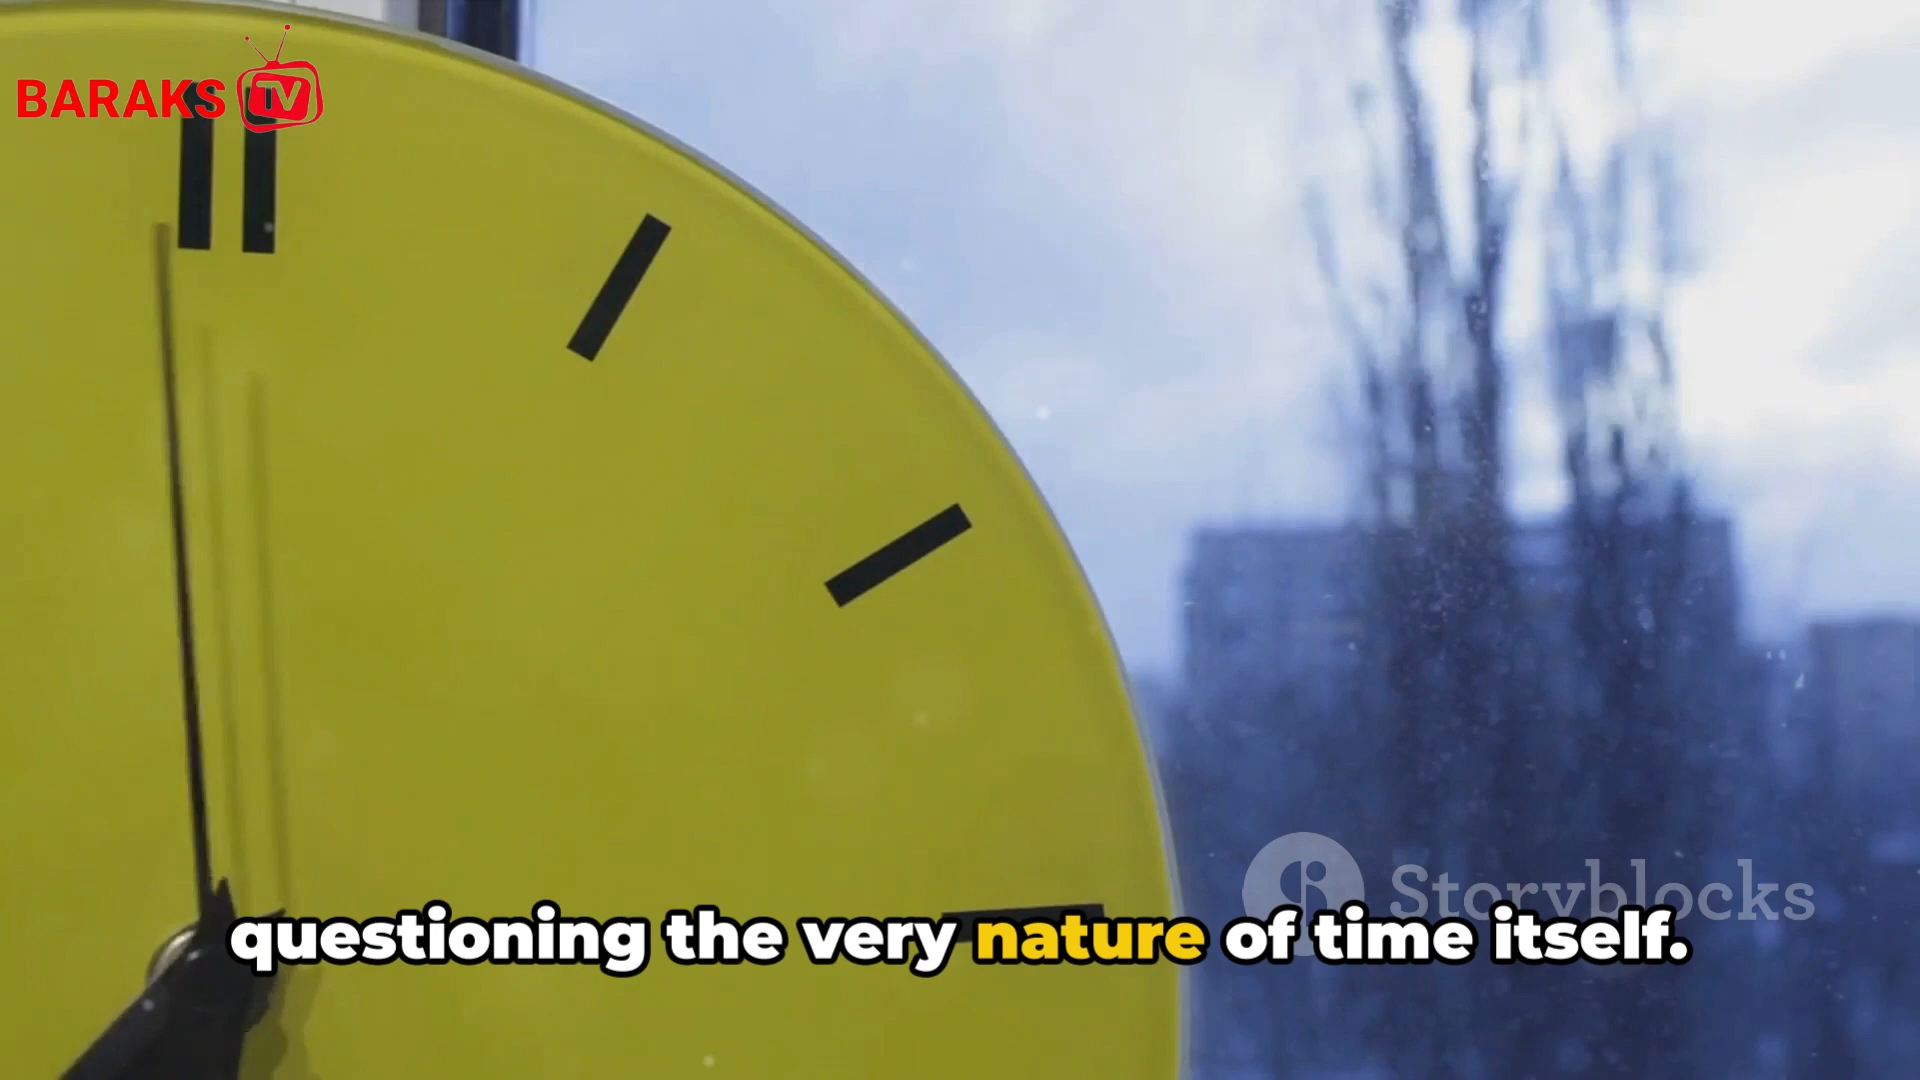 BARAKS TV
Storyblocks
questioning the very nature of time itself.